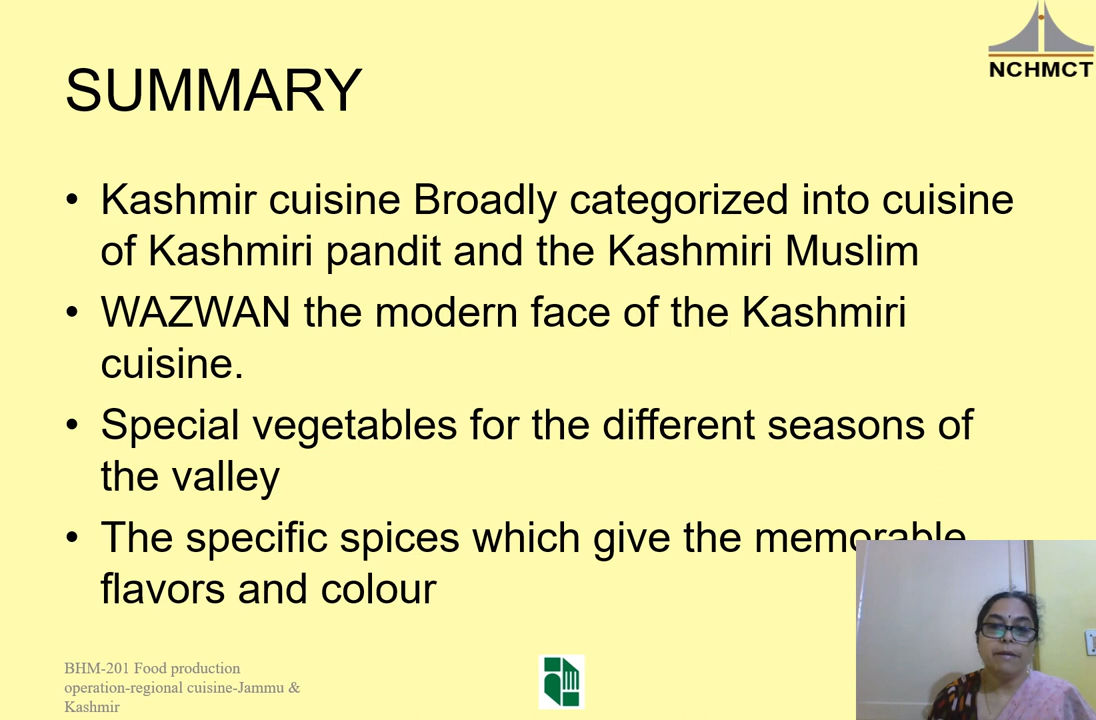 NCHMCT
SUMMARY
• Kashmir cuisine Broadly categorized into cuisine
of Kashmiri pandit and the Kashmiri Muslim
• WAZWAN the modern face of the Kashmiri
cuisine.
• Special vegetables for the different seasons of
the valley
• The specific spices which give the memorable
flavors and colour
BHM-201 Food production
operation-regional cuisine-Jammu &
Kashmir